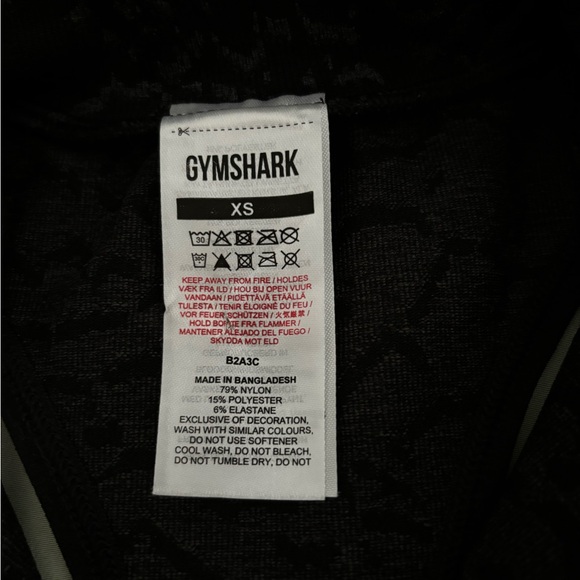 GYMSHARK
XS
30
KEEP AWAY FROM FIRE / HOLDES
VÆK FRA ILD / HOU BIJ OPEN VUUR
VANDAAN / PIDETTÄVÄ ETÄÄLLÄ
TULESTA / TENIR ÉLOIGNÉ DU FEU /
VOR FEUER SCHÜTZEN / 火気厳禁 /
HOLD BORTE FRA FLAMMER /
MANTENER ALEJADO DEL FUEGO /
SKYDDA MOT ELD
B2A3C
MADE IN BANGLADESH
79% NYLON
15% POLYESTER
6% ELASTANE
EXCLUSIVE OF DECORATION,
WASH WITH SIMILAR COLOURS,
DO NOT USE SOFTENER
COOL WASH, DO NOT BLEACH,
DO NOT TUMBLE DRY, DO NOT